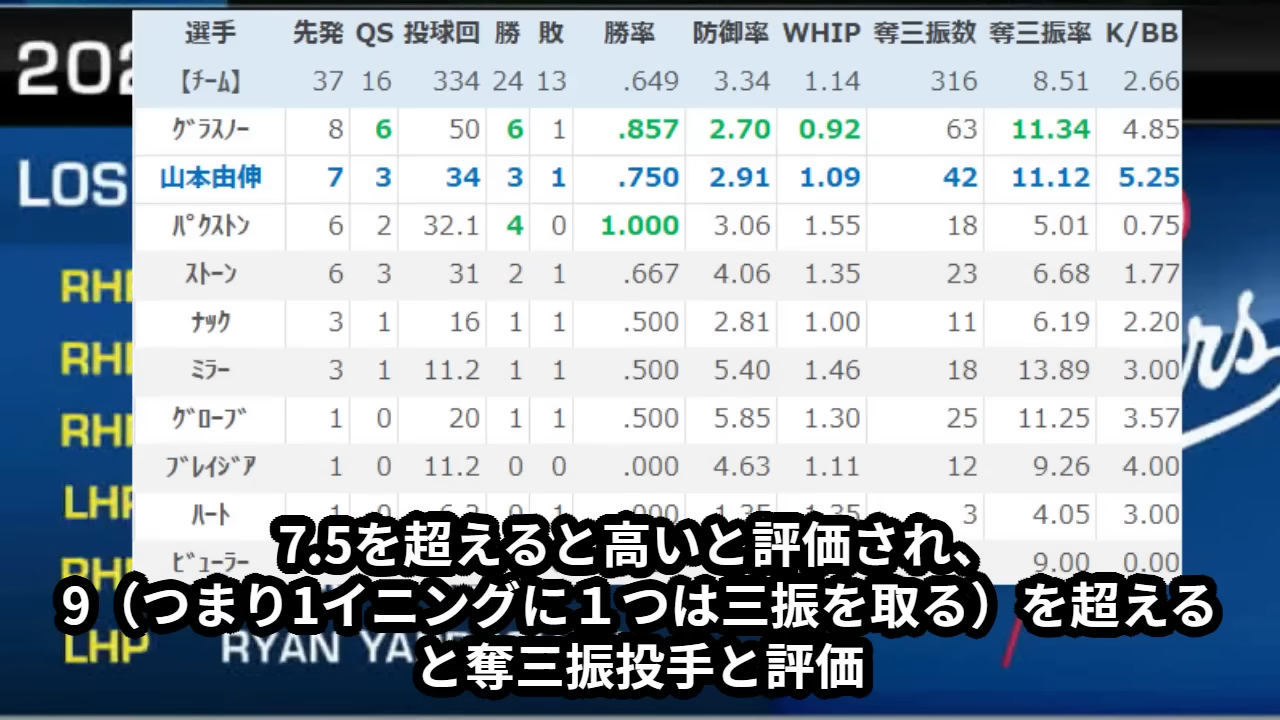 202
LOS
RHP
RHP
RHP
LHP
RHP
LHP RYAN YA
rs
選手 先発 QS 投球回 勝 敗 勝率 防御率 WHIP 奪三振数 奪三振率 K/BB
【ﾁｰﾑ】 37 16 334 24 13 .649 3.34 1.14 316 8.51 2.66
ｸﾞﾗｽﾉｰ 8 6 50 6 1 .857 2.70 0.92 63 11.34 4.85
山本由伸 7 3 34 3 1 .750 2.91 1.09 42 11.12 5.25
ﾊﾟｸｽﾄﾝ 6 2 32.1 4 0 1.000 3.06 1.55 18 5.01 0.75
ｽﾄｰﾝ 6 3 31 2 1 .667 4.06 1.35 23 6.68 1.77
ﾅｯｸ 3 1 16 1 1 .500 2.81 1.00 11 6.19 2.20
ﾐﾗｰ 3 1 11.2 1 1 .500 5.40 1.46 18 13.89 3.00
ｸﾞﾛｰﾌﾞ 1 0 20 1 1 .500 5.85 1.30 25 11.25 3.57
ﾌﾞﾚｲｼﾞｱ 1 0 11.2 0 0 .000 4.63 1.11 12 9.26 4.00
ﾊｰﾄ 1 0 6.2 0 1 .000 1.35 1.35 3 4.05 3.00
ﾋﾞｭｰﾗｰ 9.00 0.00
7.5を超えると高いと評価され、
9（つまり1イニングに１つは三振を取る）を超える
と奪三振投手と評価